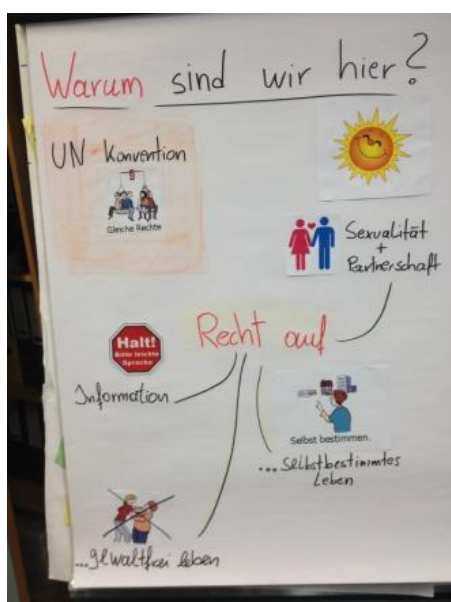 Warum sind wir hier?
UN Konvention
Gleiche Rechte
Sexualität
+
Partnerschaft
Recht auf
Halt!
Bitte leichte
Sprache
Information
Selbst bestimmen.
...selbstbestimmtes
Leben
...gewaltfrei leben